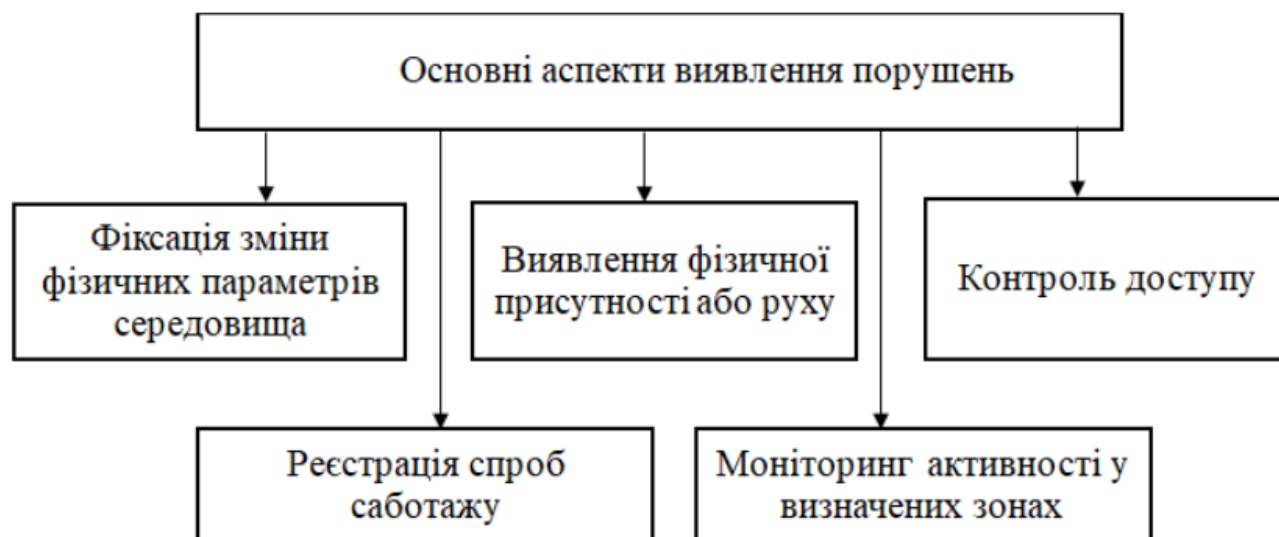 Основні аспекти виявлення порушень
Фіксація зміни
фізичних параметрів
середовища
Виявлення фізичної
присутності або руху
Контроль доступу
Реєстрація спроб
саботажу
Моніторинг активності у
визначених зонах